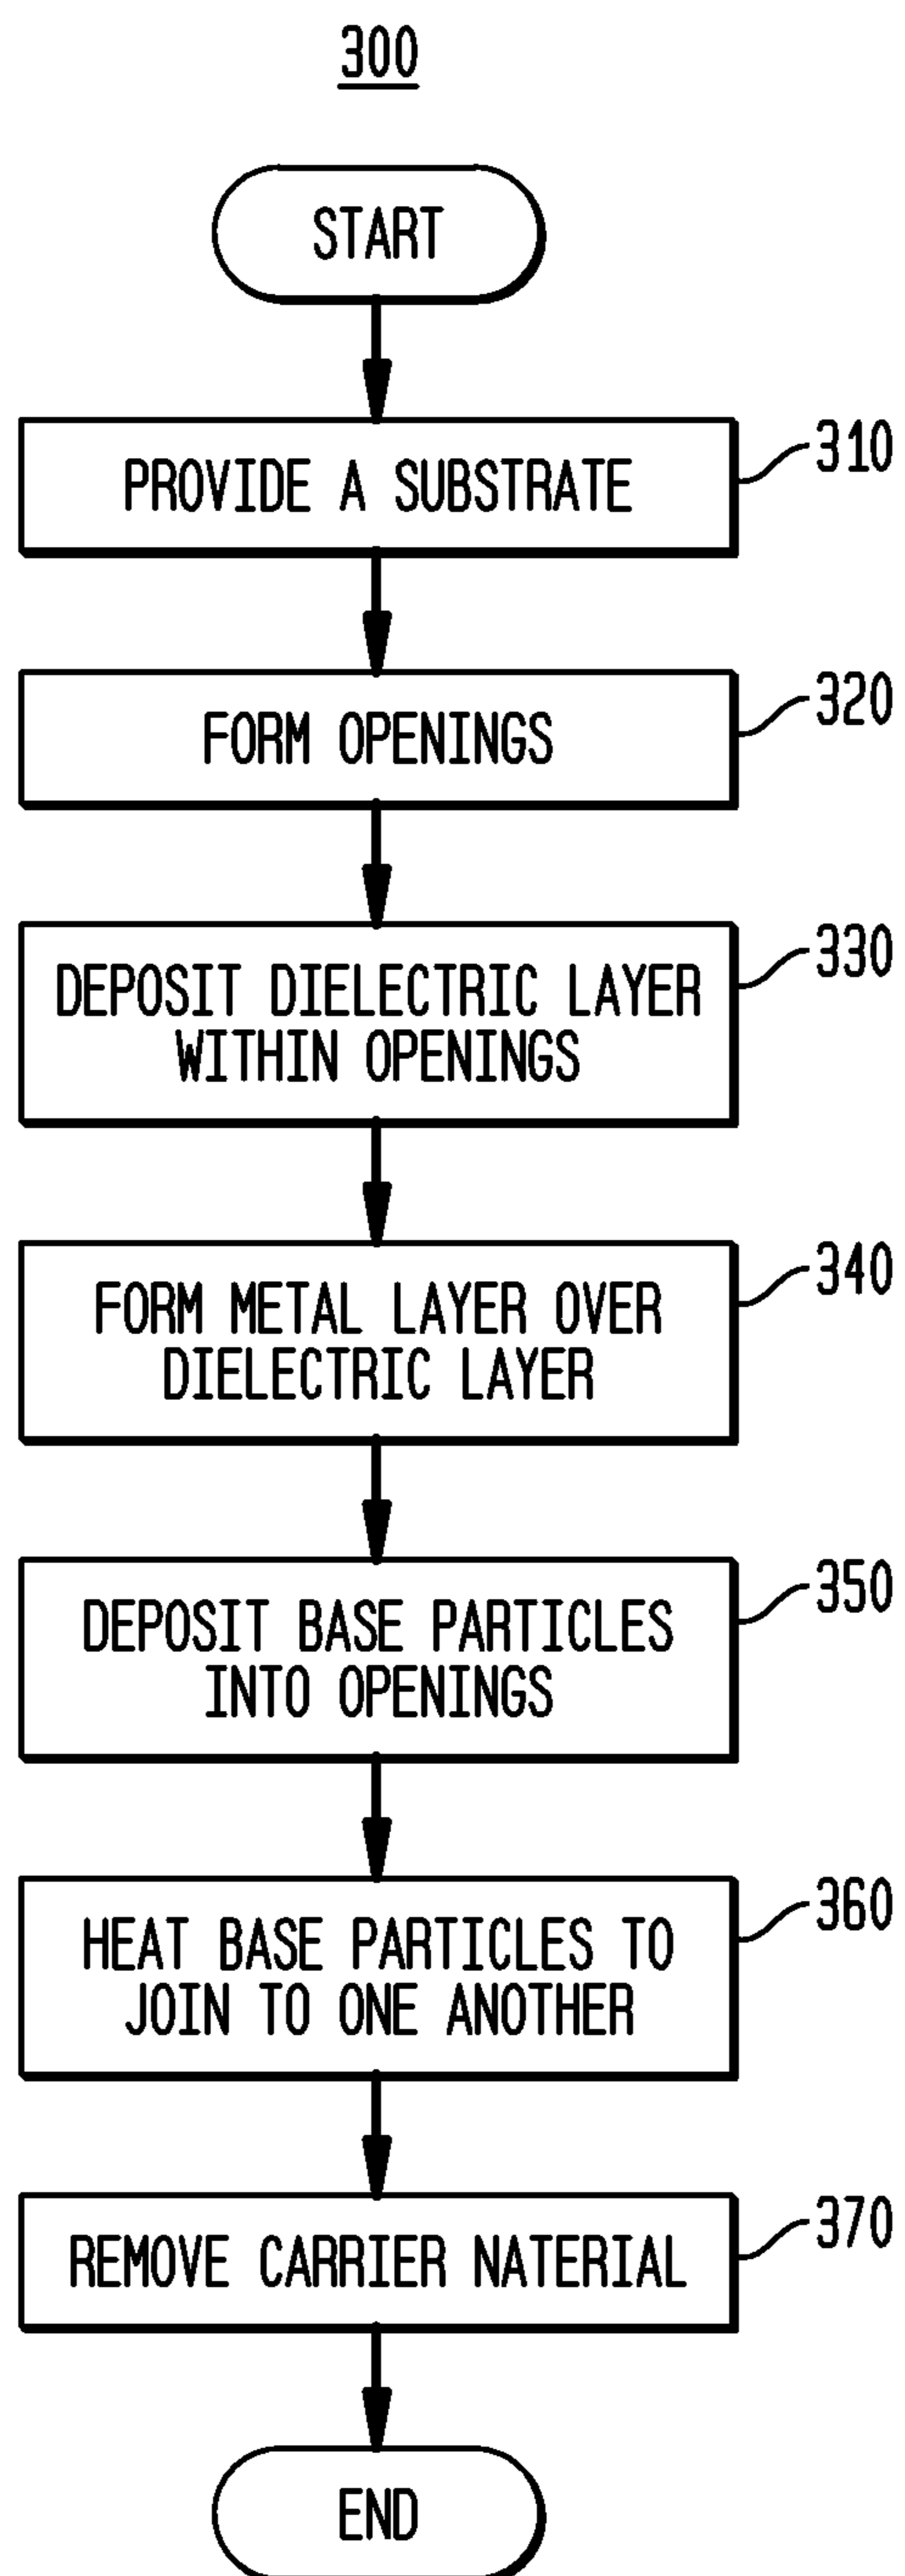 300
START
PROVIDE A SUBSTRATE
310
FORM OPENINGS
320
DEPOSIT DIELECTRIC LAYER
WITHIN OPENINGS
330
FORM METAL LAYER OVER
DIELECTRIC LAYER
340
DEPOSIT BASE PARTICLES
INTO OPENINGS
350
HEAT BASE PARTICLES TO
JOIN TO ONE ANOTHER
360
REMOVE CARRIER NATERIAL
370
END